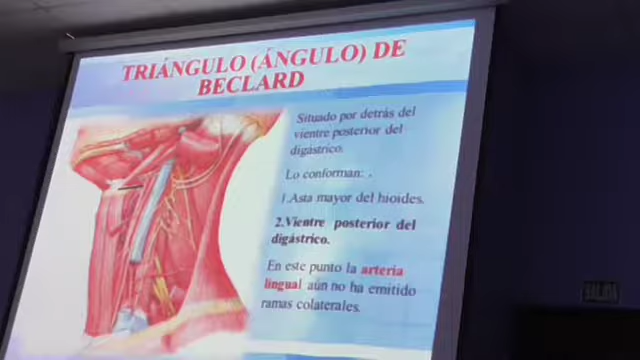 TRIÁNGULO (ÁNGULO) DE
BECLARD
Situado por detrás del
vientre posterior del
digástrico.
Lo conforman: .
1.Asta mayor del hioides.
2.Vientre posterior del
digástrico.
En este punto la arteria
lingual aún no ha emitido
ramas colaterales.
SALIDA